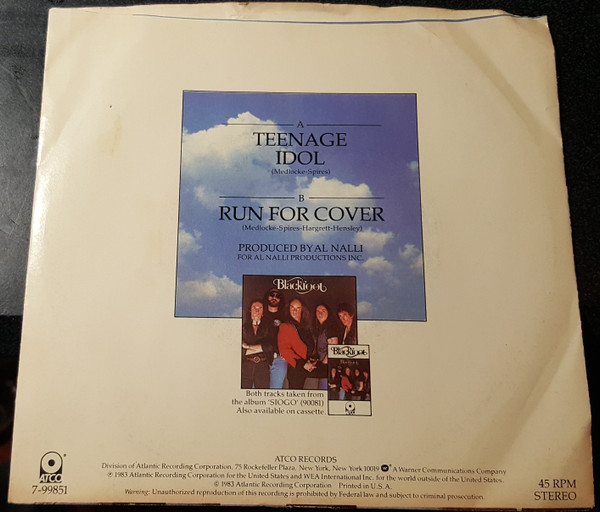 A
TEENAGE
IDOL
(Medlocke-Spires)
B
RUN FOR COVER
(Medlocke-Spires-Hargrett-Hensley)
PRODUCED BY AL NALLI
FOR AL NALLI PRODUCTIONS INC.
Blackfoot
Blackfoot
Both tracks taken from
the album 'SIOGO' (90081)
Also available on cassette.
ATCO RECORDS
Division of Atlantic Recording Corporation, 75 Rockefeller Plaza, New York, New York 10019 A Warner Communications Company
℗ 1983 Atlantic Recording Corporation for the United States and WEA International Inc. for the world outside of the United States.
© 1983 Atlantic Recording Corporation Printed in U.S.A.
Warning: Unauthorized reproduction of this recording is prohibited by Federal law and subject to criminal prosecution.
ATCO
7-99851
45 RPM
STEREO